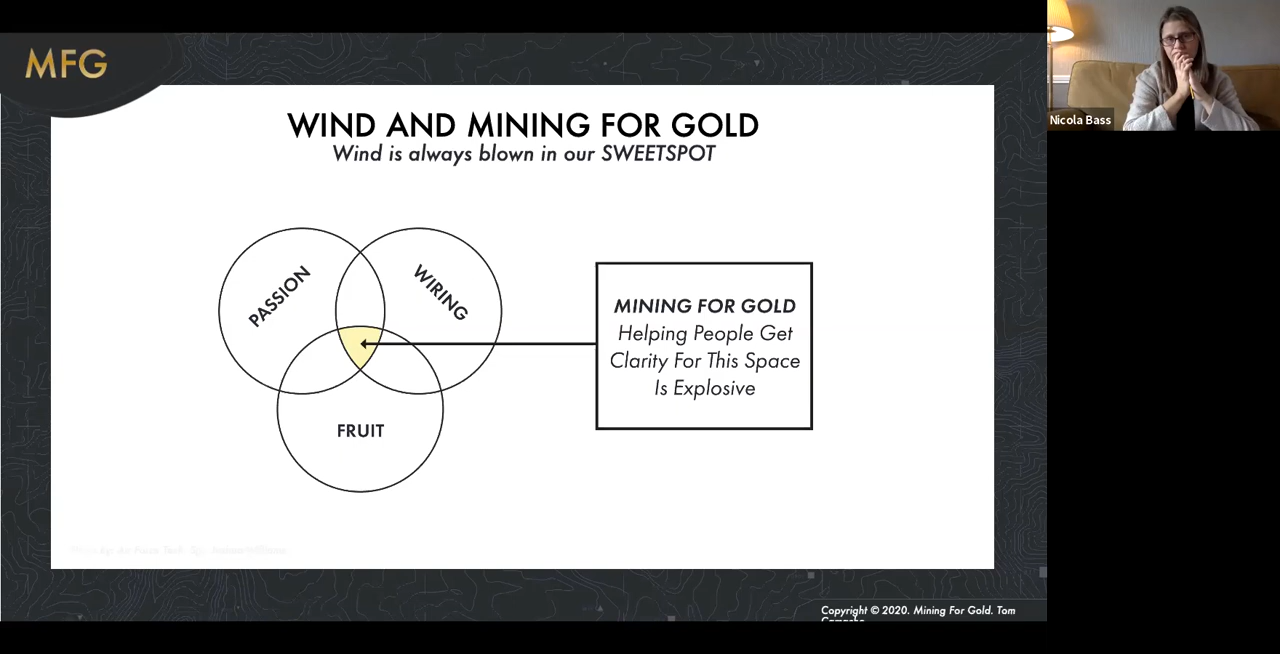 MFG
WIND AND MINING FOR GOLD
Wind is always blown in our SWEETSPOT
PASSION
WIRING
FRUIT
MINING FOR GOLD
Helping People Get
Clarity For This Space
Is Explosive
Copyright © 2020. Mining For Gold. Tom
Nicola Bass